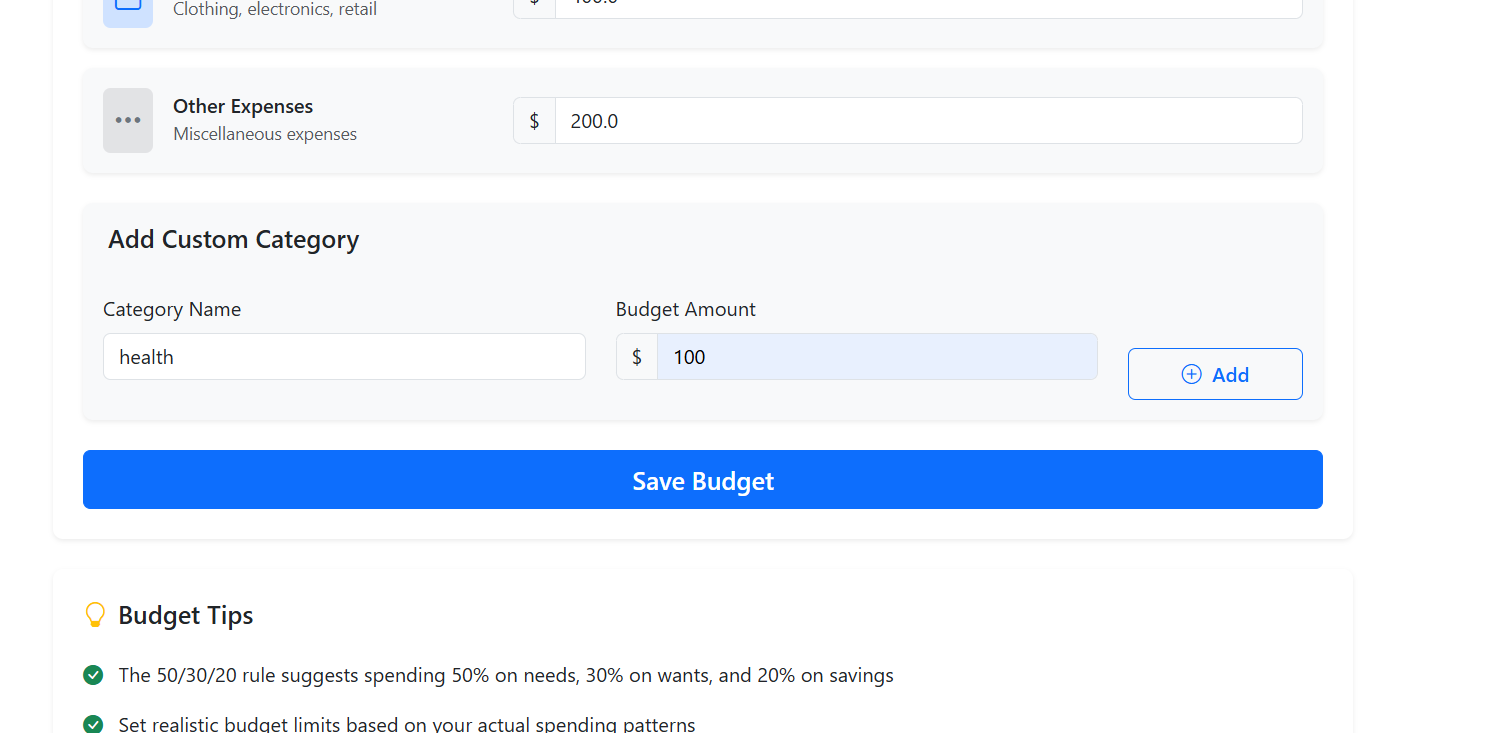 Clothing, electronics, retail
$
Other Expenses
Miscellaneous expenses
$ 200.0
Add Custom Category
Category Name
Budget Amount
health
$ 100
Add
Save Budget
Budget Tips
The 50/30/20 rule suggests spending 50% on needs, 30% on wants, and 20% on savings
Set realistic budget limits based on your actual spending patterns